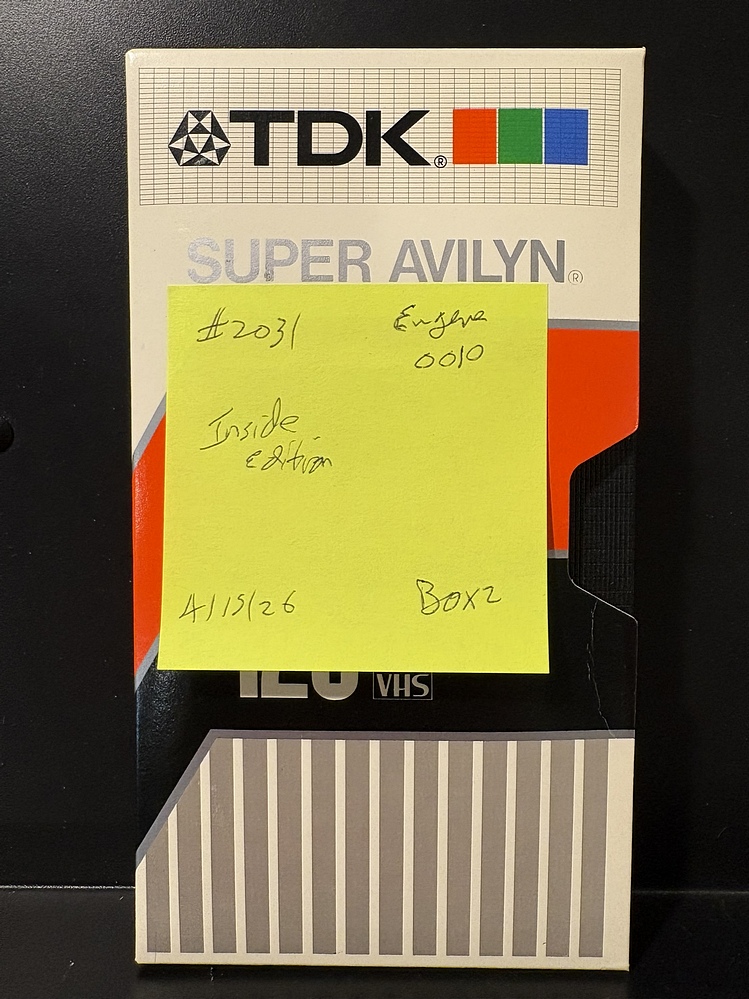 TDK®
SUPER AVILYN®
#2031
Eugene
0010
Inside
Edition
4/15/26
Box2
VHS